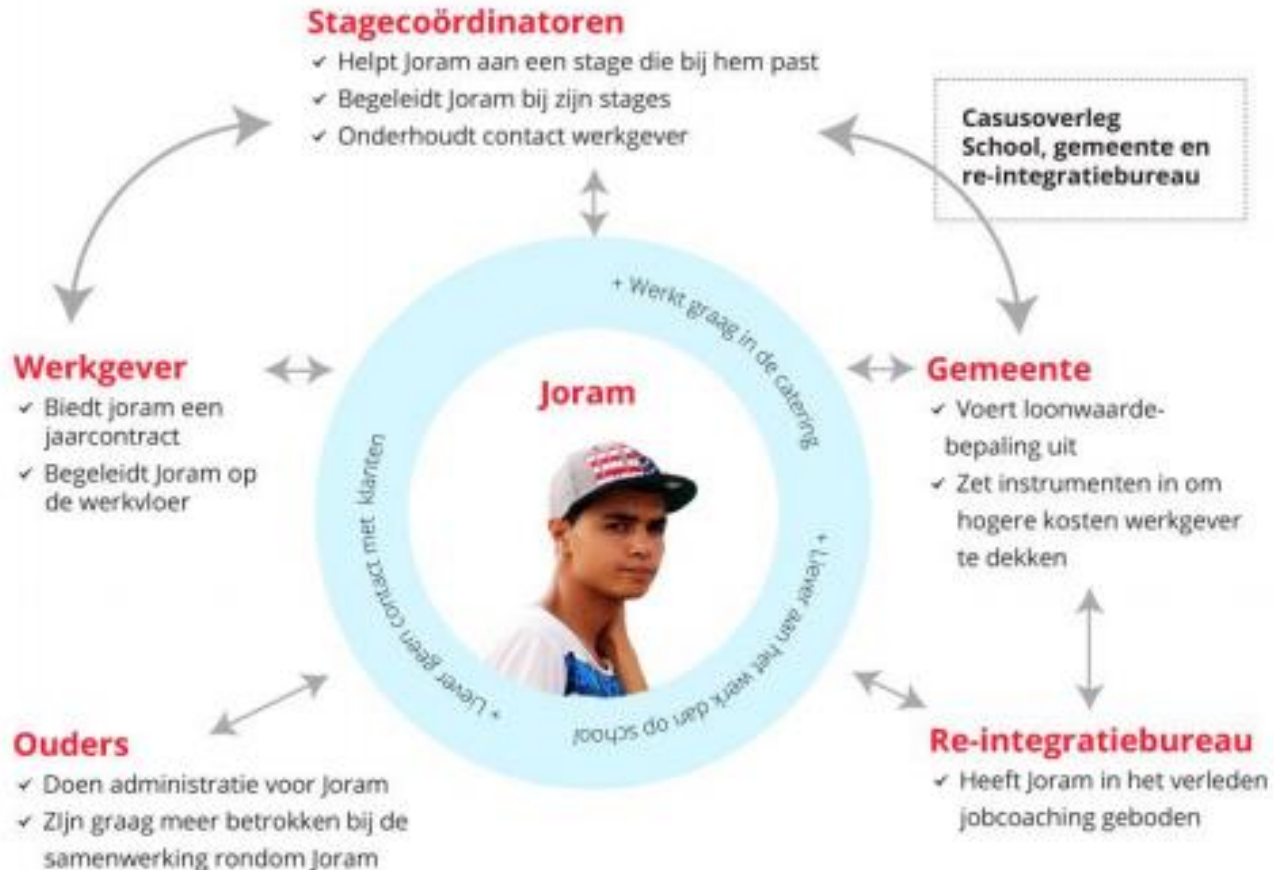 Stagecoördinatoren
✓ Helpt Joram aan een stage die bij hem past
✓ Begeleidt Joram bij zijn stages
✓ Onderhoudt contact werkgever
Casusoverleg
School, gemeente en
re-integratiebureau
Werkgever
✓ Biedt joram een
jaarcontract
✓ Begeleidt Joram op
de werkvloer
Joram
+ Werkt graag in de catering
+ Liever aan het werk dan op school
+ Liever geen contact met klanten
Gemeente
✓ Voert loonwaarde-
bepaling uit
✓ Zet instrumenten in om
hogere kosten werkgever
te dekken
Ouders
✓ Doen administratie voor Joram
✓ ZIjn graag meer betrokken bij de
samenwerking rondom Joram
Re-integratiebureau
✓ Heeft Joram in het verleden
jobcoaching geboden